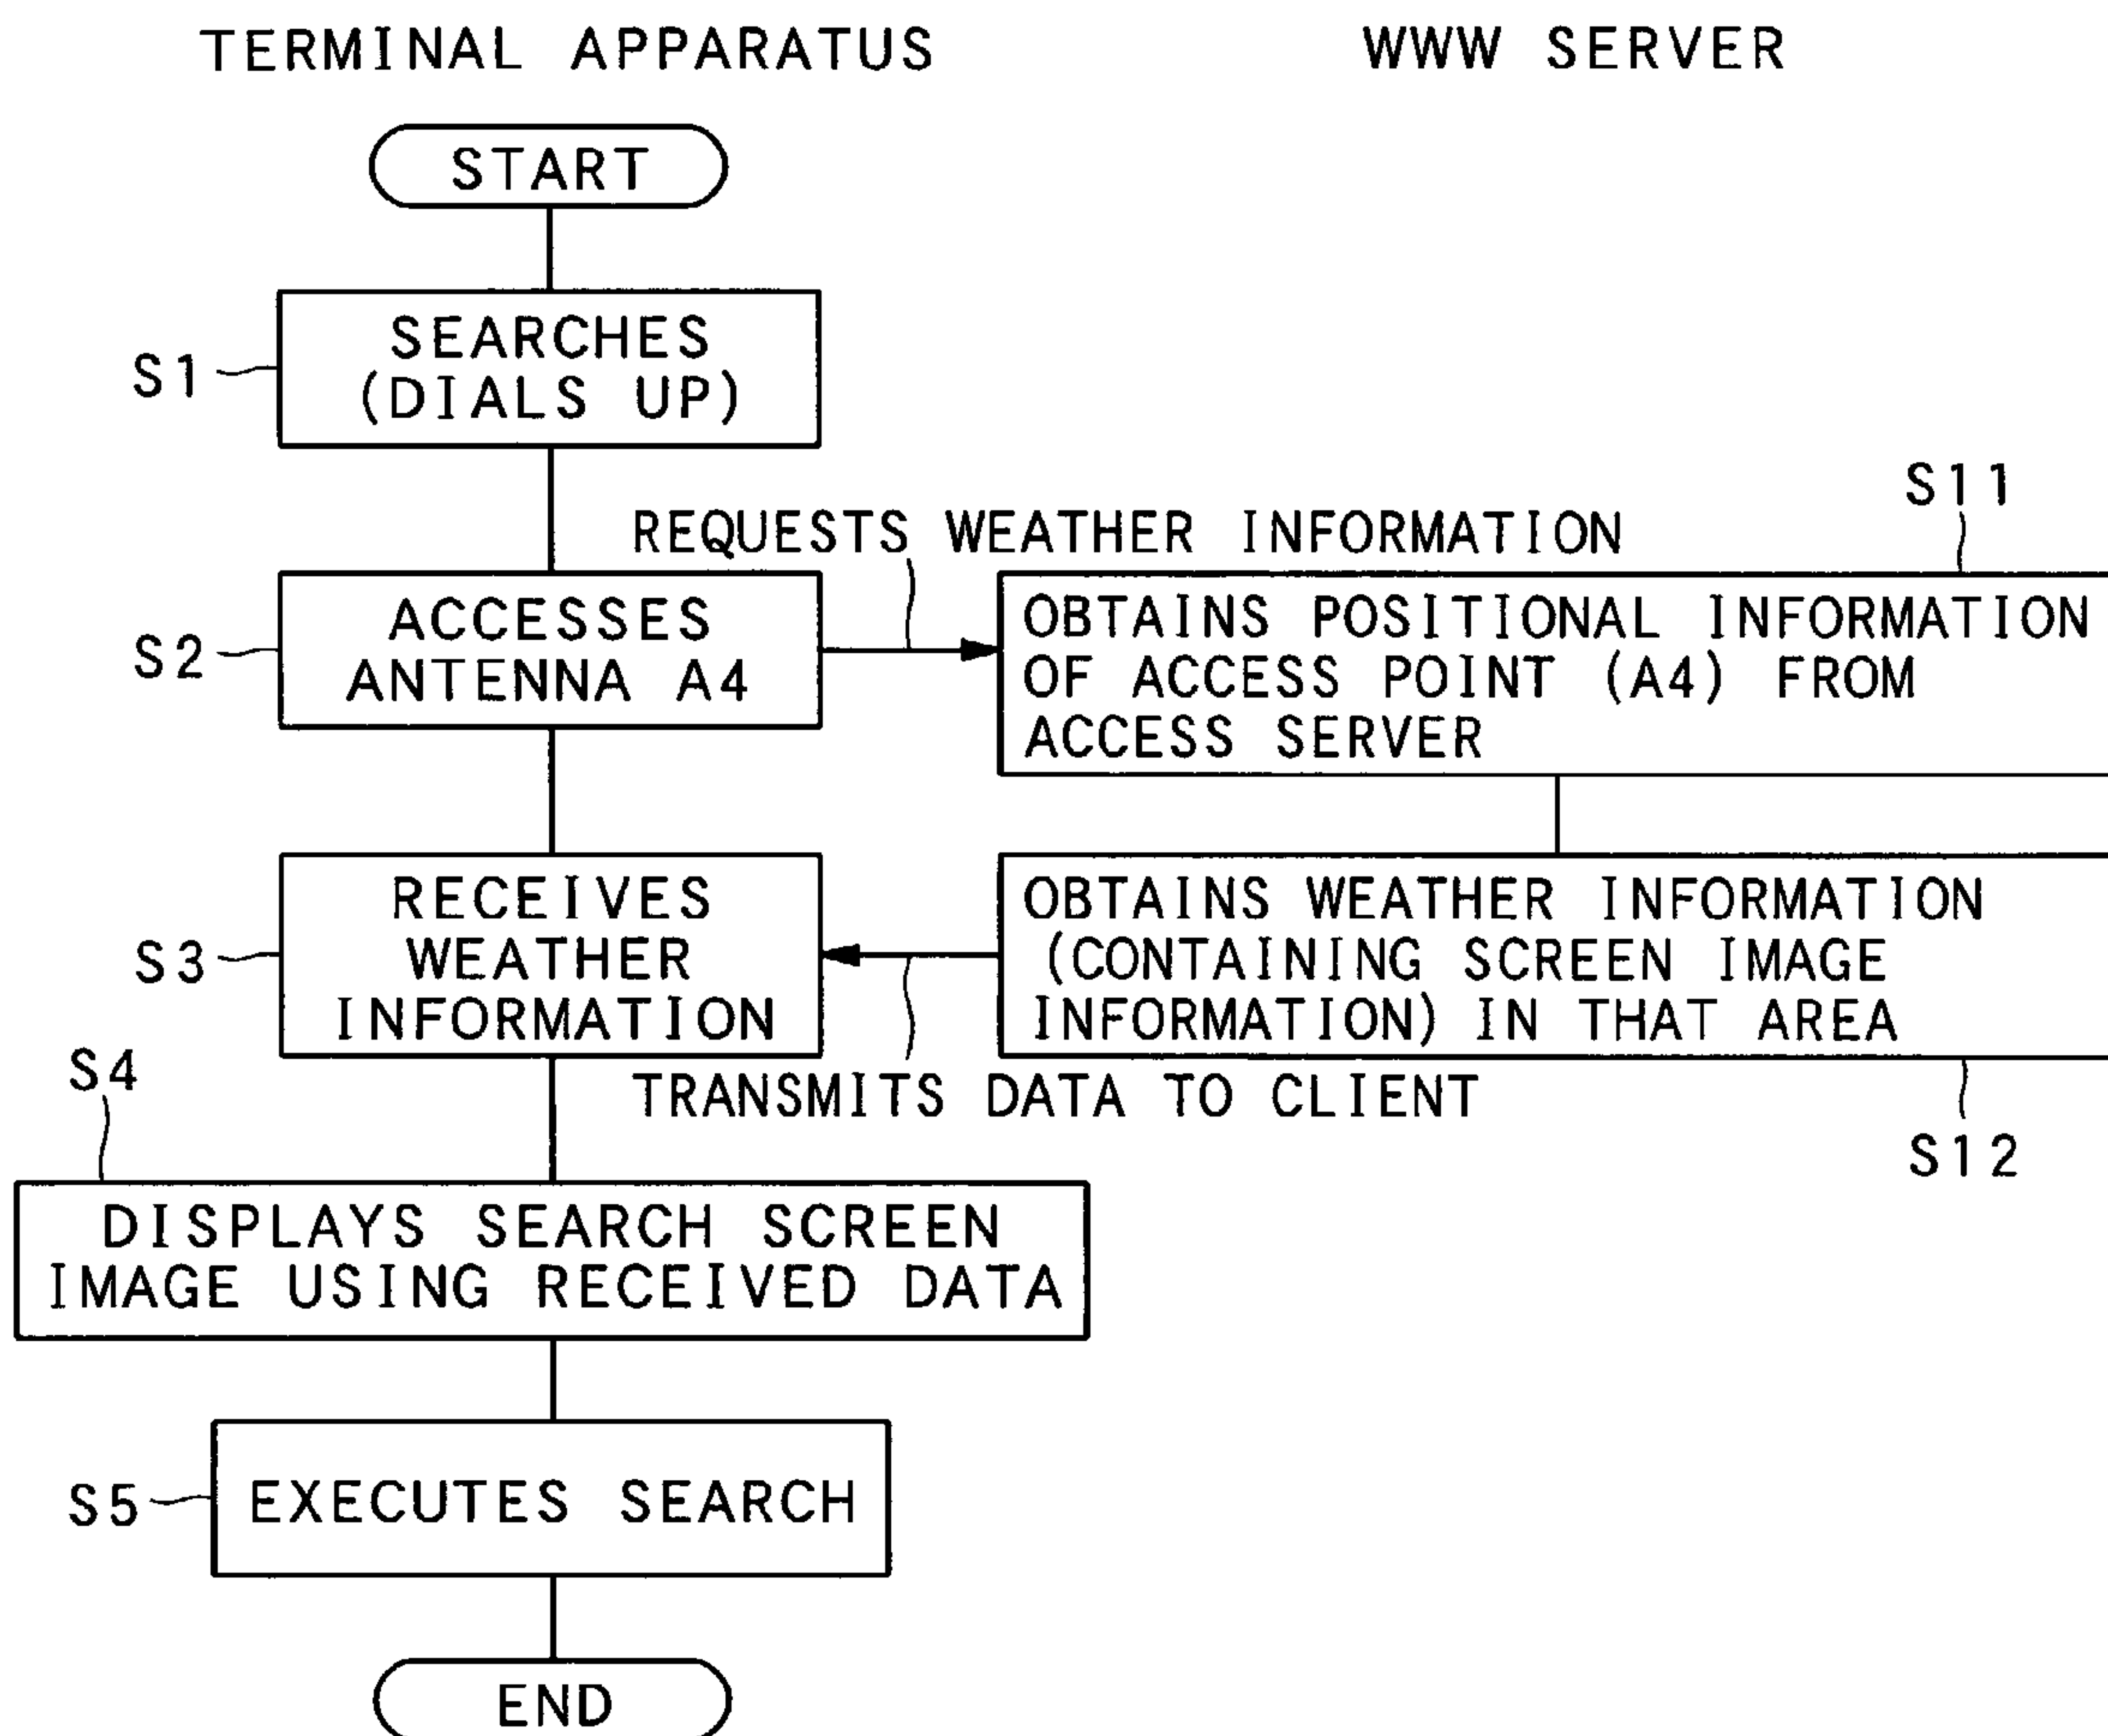 TERMINAL APPARATUS
WWW SERVER
START
S1
SEARCHES
(DIALS UP)
REQUESTS WEATHER INFORMATION
S11
S2
ACCESSES
ANTENNA A4
OBTAINS POSITIONAL INFORMATION
OF ACCESS POINT (A4) FROM
ACCESS SERVER
S3
RECEIVES
WEATHER
INFORMATION
OBTAINS WEATHER INFORMATION
(CONTAINING SCREEN IMAGE
INFORMATION) IN THAT AREA
TRANSMITS DATA TO CLIENT
S12
S4
DISPLAYS SEARCH SCREEN
IMAGE USING RECEIVED DATA
S5
EXECUTES SEARCH
END